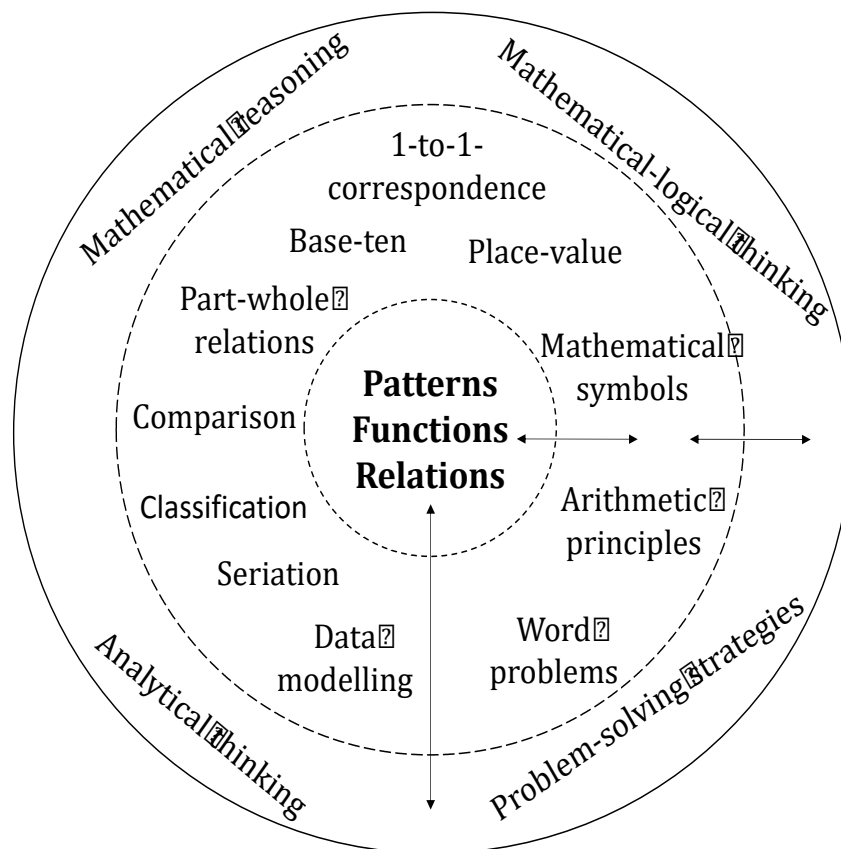 Mathematical reasoning
Mathematical-logical thinking
1-to-1-
correspondence
Base-ten
Place-value
Part-whole
relations
Mathematical
symbols
Patterns
Functions
Relations
Comparison
Classification
Arithmetic
principles
Seriation
Data
modelling
Word
problems
Analytical thinking
Problem-solving strategies